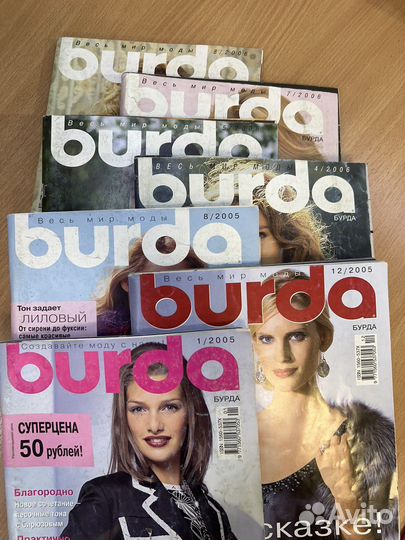 Весь мир моды 8/2006
burda
Весь мир моды 7/2006
burda
БУРДА
Весь мир моды
burda
ВЕСЬ МИР МОДЫ 4/2006
burda
БУРДА
Весь мир моды 8/2005
burda
БУРДА
Тон задает
ЛИЛОВЫЙ
От сирени до фуксии:
самые красивые
Весь мир моды 12/2005
burda
БУРДА
сказке!
Создавайте моду с нами 1/2005
burda
БУРДА
СУПЕРЦЕНА
50 рублей!
Благородно
Новое сочетание –
песочные тона
с бирюзовым
Практично
Avito